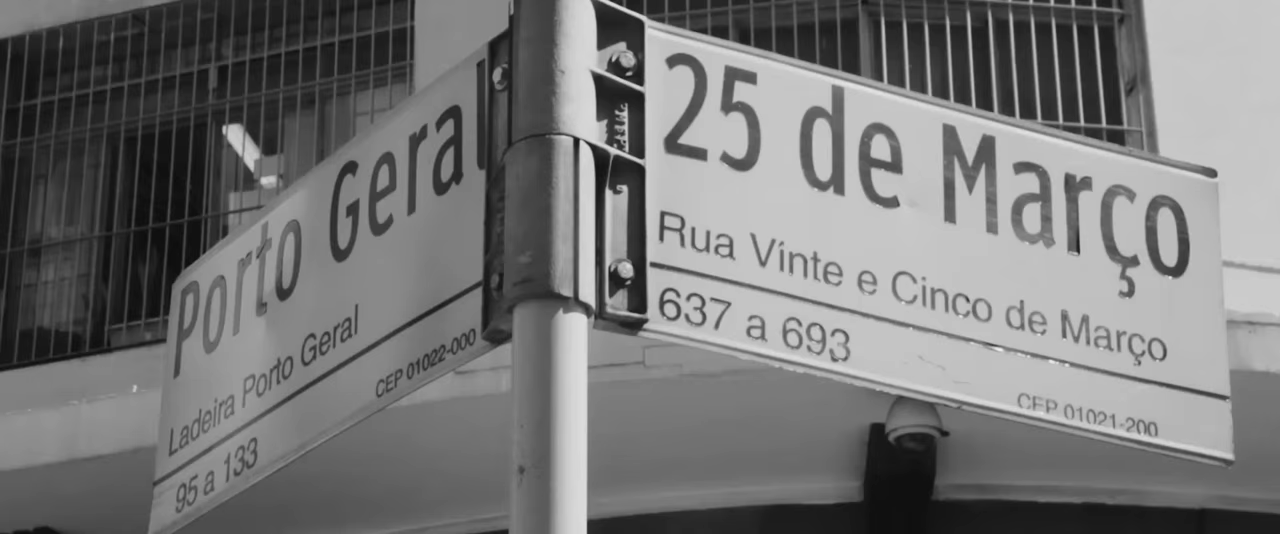 Porto Geral
Ladeira Porto Geral
CEP 01022-000
95 a 133
25 de Março
Rua Vinte e Cinco de Março
637 a 693
CEP 01021-200